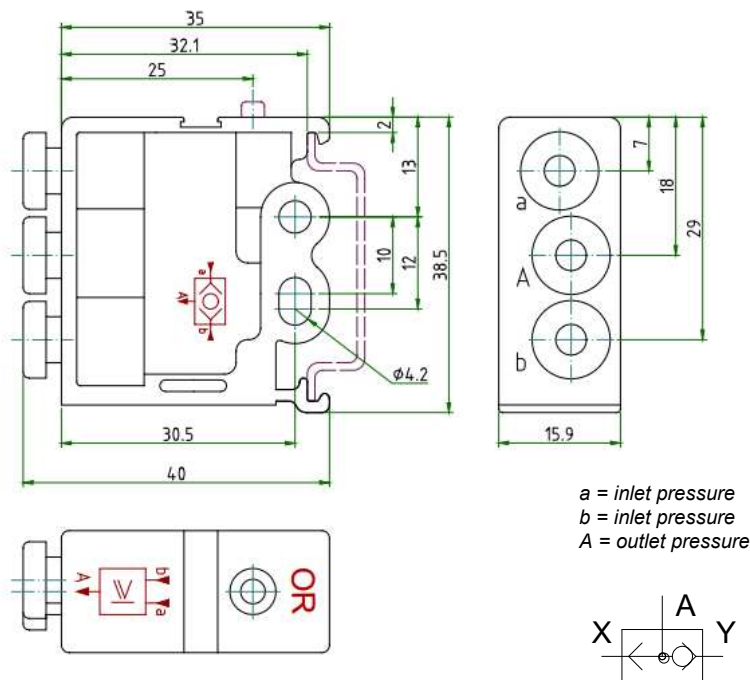 35
32.1
25
2
13
10
12
38.5
a
A
b
⌀4.2
30.5
40
7
18
29
a
A
b
15.9
a = inlet pressure
b = inlet pressure
A = outlet pressure
A
b
a
≥
OR
A
X
Y